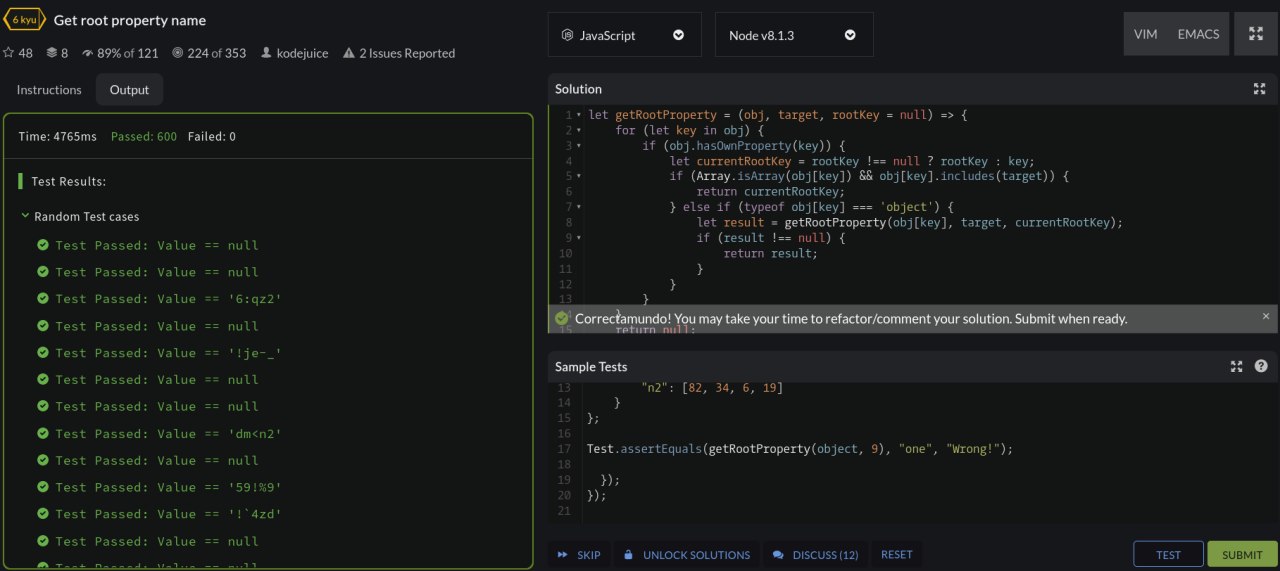 6 kyu Get root property name
48 8 89% of 121 224 of 353 kodejuice 2 Issues Reported
Instructions Output
Time: 4765ms Passed: 600 Failed: 0
Test Results:
Random Test cases
Test Passed: Value == null
Test Passed: Value == null
Test Passed: Value == '6:qz2'
Test Passed: Value == null
Test Passed: Value == '!je~_'
Test Passed: Value == null
Test Passed: Value == null
Test Passed: Value == 'dm<n2'
Test Passed: Value == null
Test Passed: Value == '59!%9'
Test Passed: Value == '!`4zd'
Test Passed: Value == null
Test Passed: Value == null
JavaScript Node v8.1.3 VIM EMACS
Solution
1 let getRootProperty = (obj, target, rootKey = null) => {
2 for (let key in obj) {
3 if (obj.hasOwnProperty(key)) {
4 let currentRootKey = rootKey !== null ? rootKey : key;
5 if (Array.isArray(obj[key]) && obj[key].includes(target)) {
6 return currentRootKey;
7 } else if (typeof obj[key] === 'object') {
8 let result = getRootProperty(obj[key], target, currentRootKey);
9 if (result !== null) {
10 return result;
11 }
12 }
13 }
14 }
Correctamundo! You may take your time to refactor/comment your solution. Submit when ready. ×
15 return null;
Sample Tests ?
13 "n2": [82, 34, 6, 19]
14 }
15 };
16
17 Test.assertEquals(getRootProperty(object, 9), "one", "Wrong!");
18
19 });
20 });
21
SKIP UNLOCK SOLUTIONS DISCUSS (12) RESET TEST SUBMIT